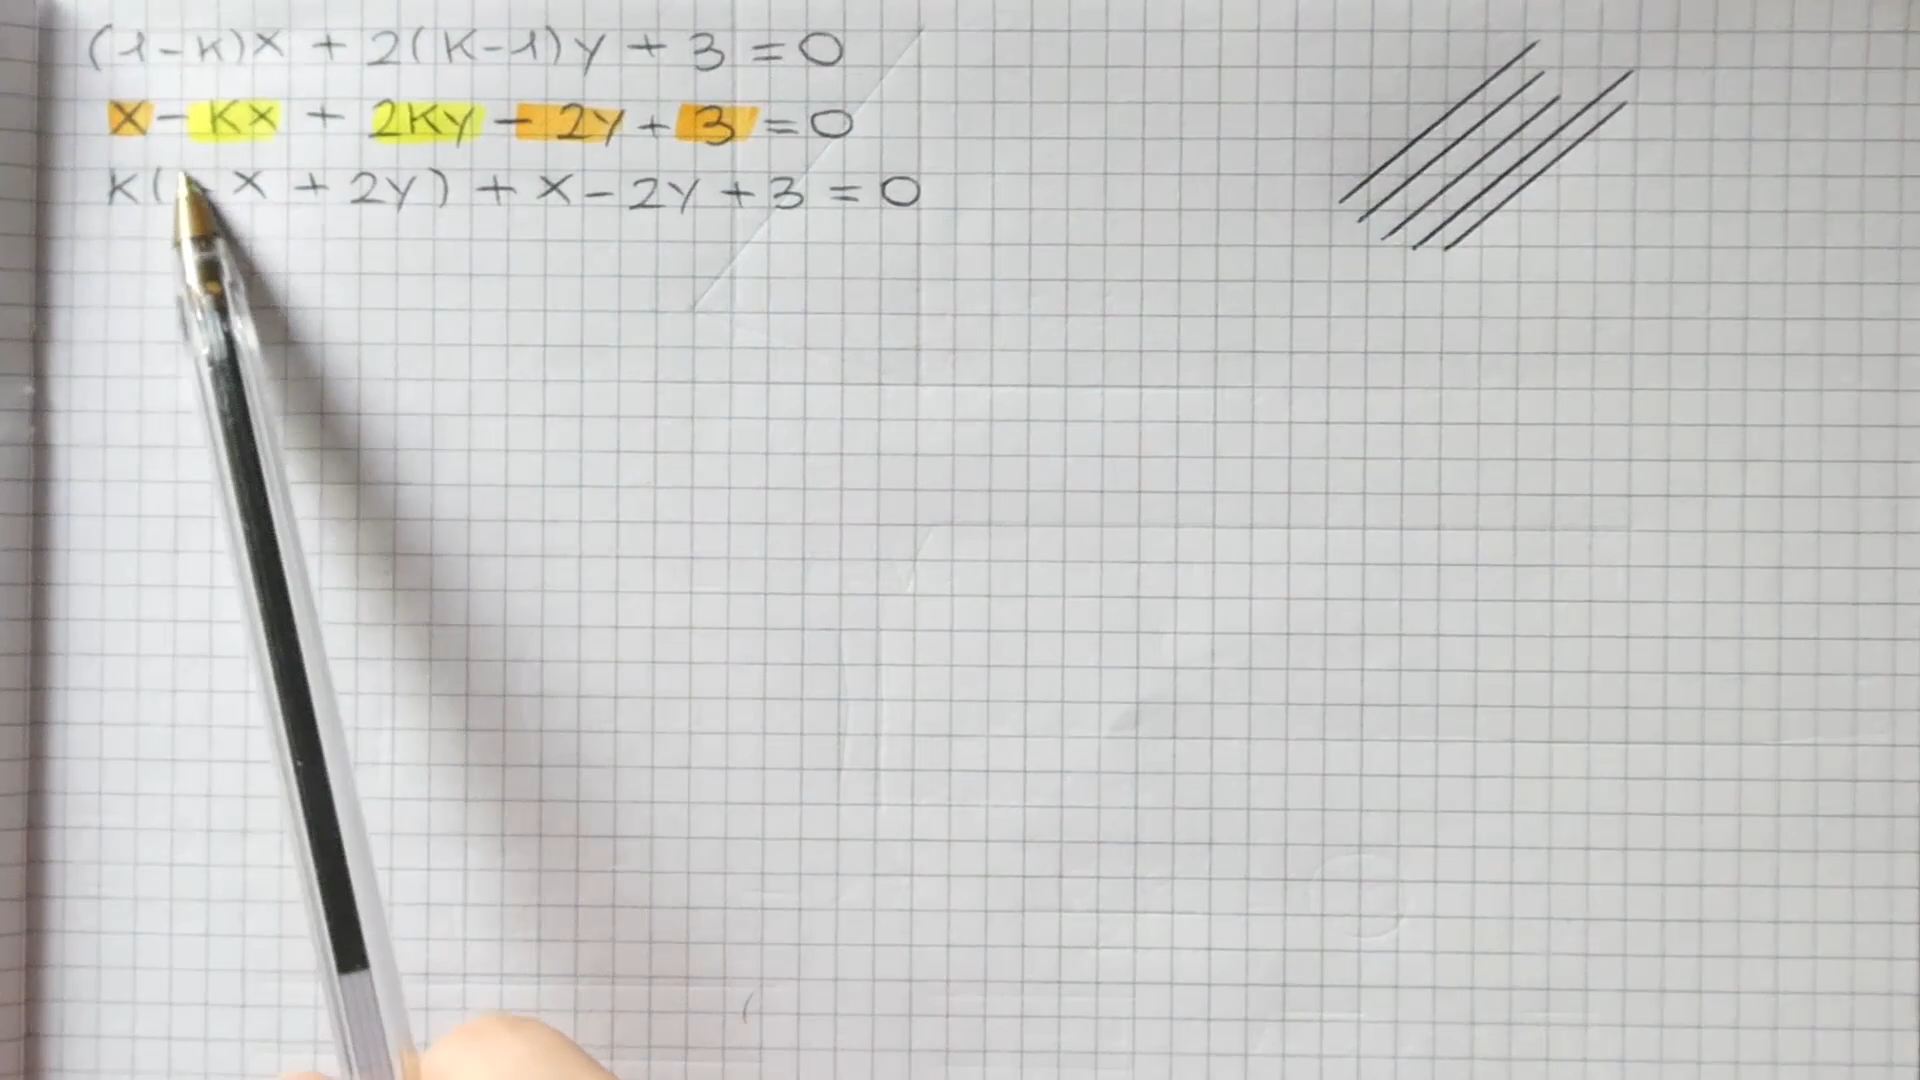 (1-k)x + 2(k-1)y + 3 = 0
x - kx + 2ky - 2y + 3 = 0
k(-x + 2y) + x - 2y + 3 = 0